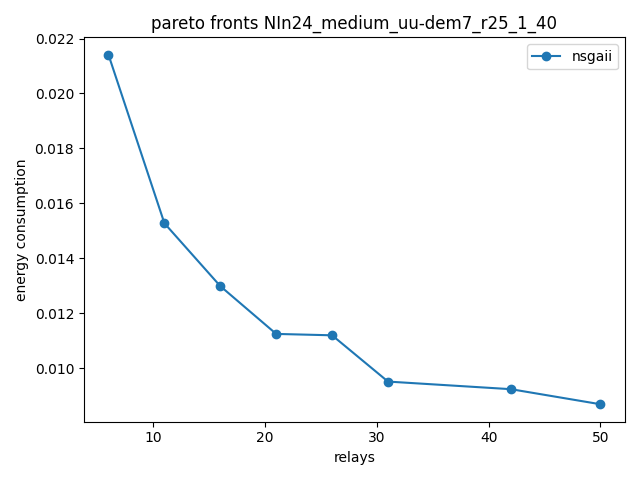 pareto fronts NIn24_medium_uu-dem7_r25_1_40
nsgaii
energy consumption
0.022
0.020
0.018
0.016
0.014
0.012
0.010
10 20 30 40 50
relays